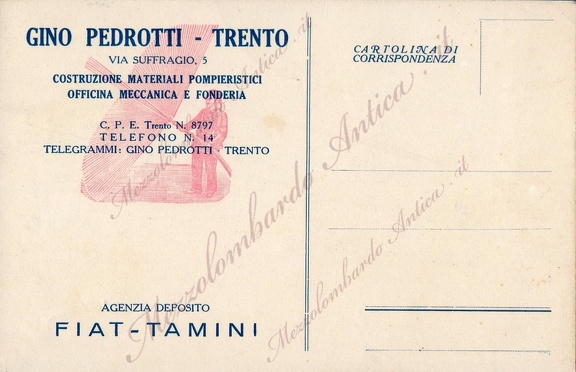 GINO PEDROTTI - TRENTO
VIA SUFFRAGIO, 5
COSTRUZIONE MATERIALI POMPIERISTICI
OFFICINA MECCANICA E FONDERIA
C. P. E. Trento N. 8797
TELEFONO N. 14
TELEGRAMMI: GINO PEDROTTI - TRENTO
AGENZIA DEPOSITO
FIAT-TAMINI
CARTOLINA DI
CORRISPONDENZA
Mezzolombardo Antica . it
Mezzolombardo Antica . it
Mezzolombardo Antica . it